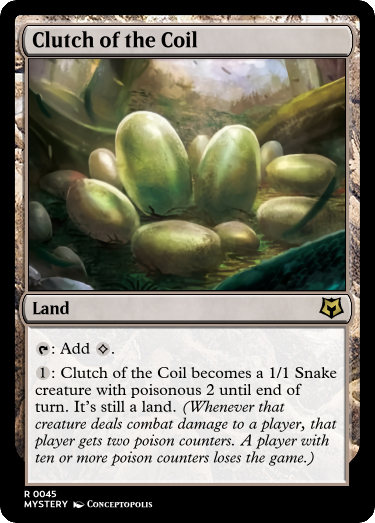 Clutch of the Coil
Land
: Add .
1: Clutch of the Coil becomes a 1/1 Snake
creature with poisonous 2 until end of
turn. It's still a land. (Whenever that
creature deals combat damage to a player, that
player gets two poison counters. A player with
ten or more poison counters loses the game.)
R 0045
MYSTERY Conceptopolis